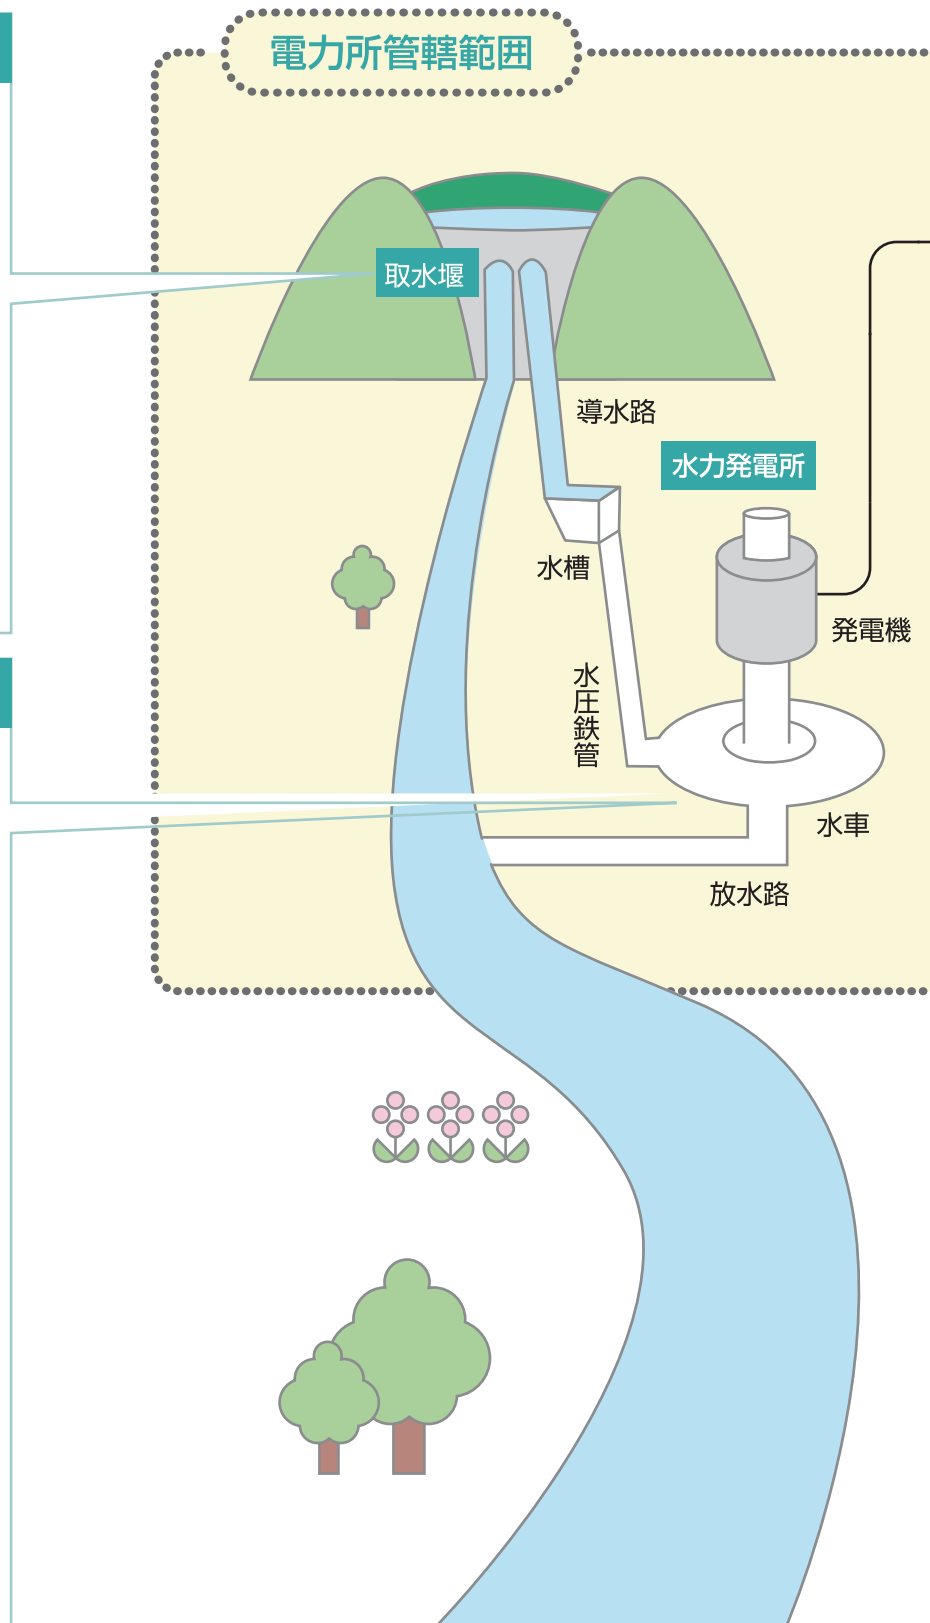 電力所管轄範囲
取水堰
導水路
水力発電所
水槽
発電機
水圧鉄管
水車
放水路